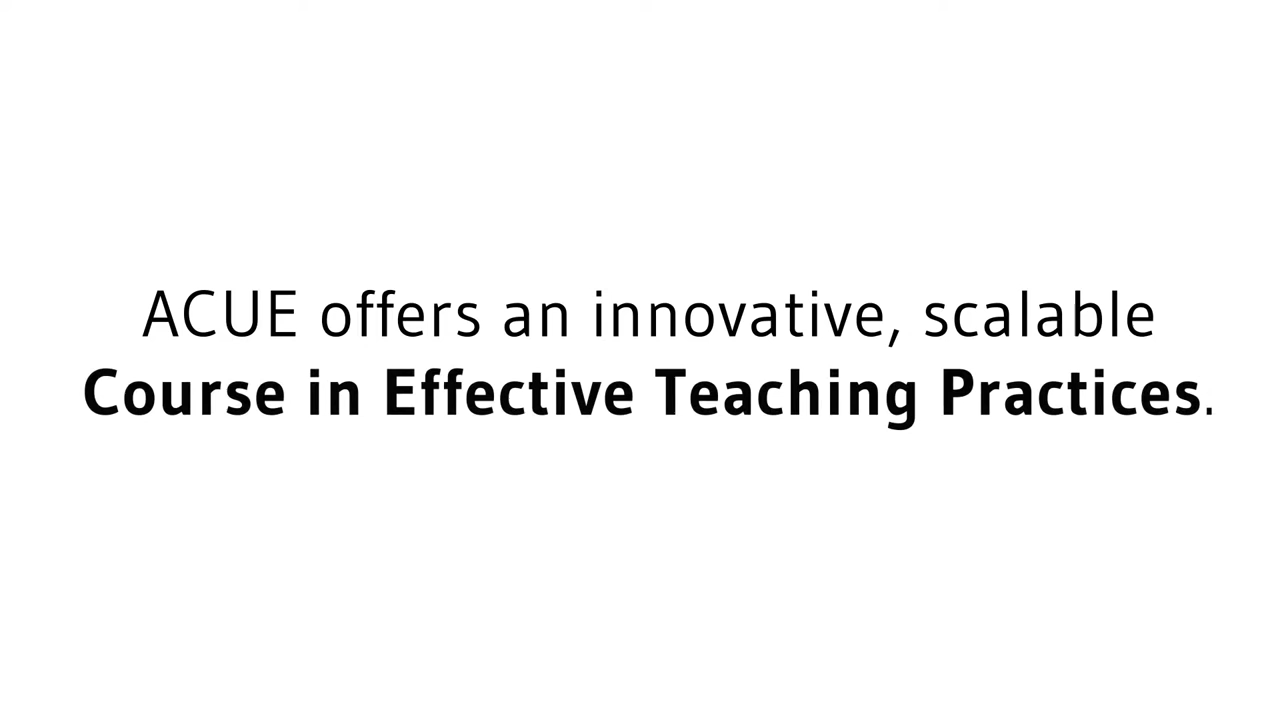 ACUE offers an innovative, scalable
Course in Effective Teaching Practices.